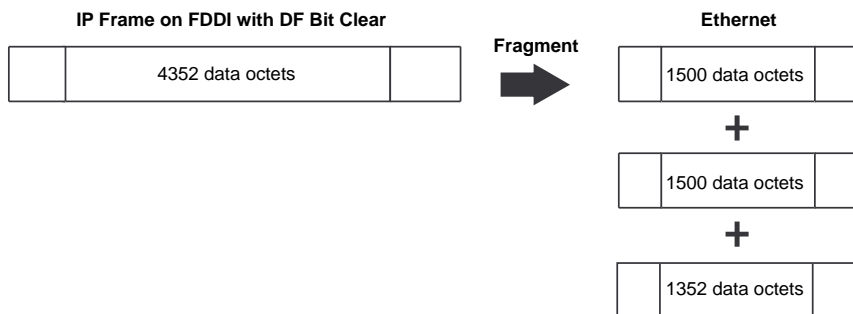 IP Frame on FDDI with DF Bit Clear
Ethernet
Fragment
4352 data octets
1500 data octets
+
1500 data octets
+
1352 data octets